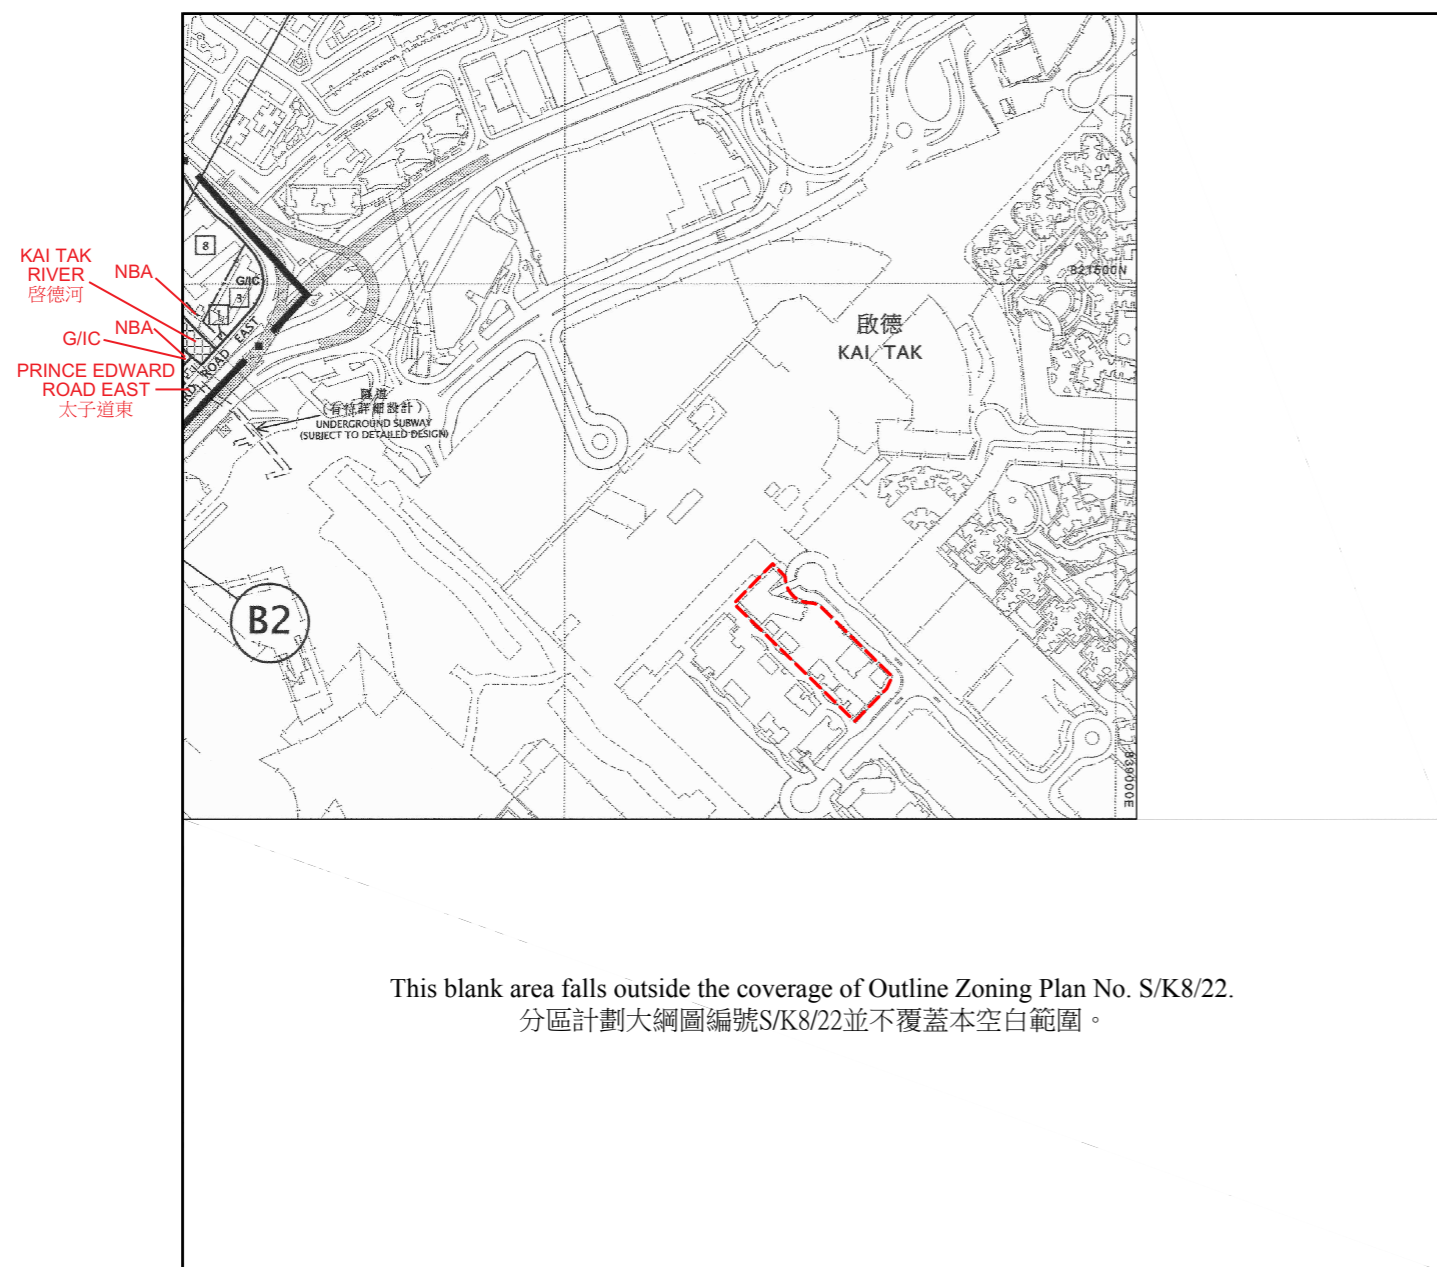 KAI TAK
RIVER
啓德河
NBA
NBA
G/IC
PRINCE EDWARD
ROAD EAST
太子道東
8
G/IC
3
1
ROAD EAST
隧道
(有待詳細設計)
UNDERGROUND SUBWAY
(SUBJECT TO DETAILED DESIGN)
啟德
KAI TAK
821500N
839000E
B2
This blank area falls outside the coverage of Outline Zoning Plan No. S/K8/22.
分區計劃大綱圖編號S/K8/22並不覆蓋本空白範圍。